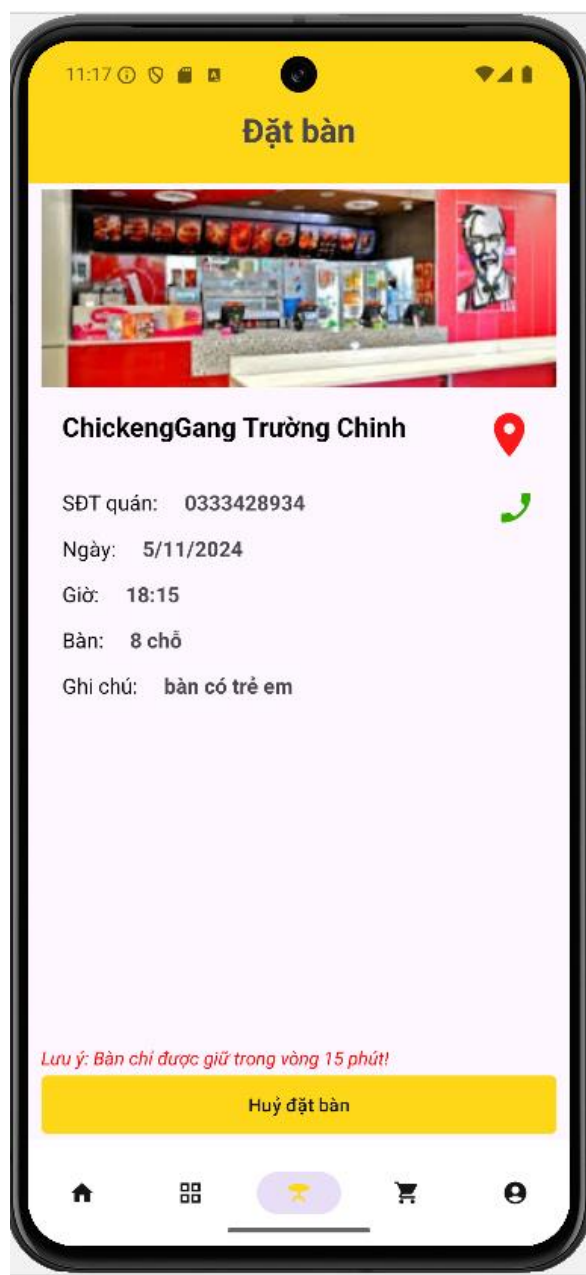 11:17
Đặt bàn
ChickengGang Trường Chinh
SĐT quán: 0333428934
Ngày: 5/11/2024
Giờ: 18:15
Bàn: 8 chỗ
Ghi chú: bàn có trẻ em
Lưu ý: Bàn chỉ được giữ trong vòng 15 phút!
Huỷ đặt bàn